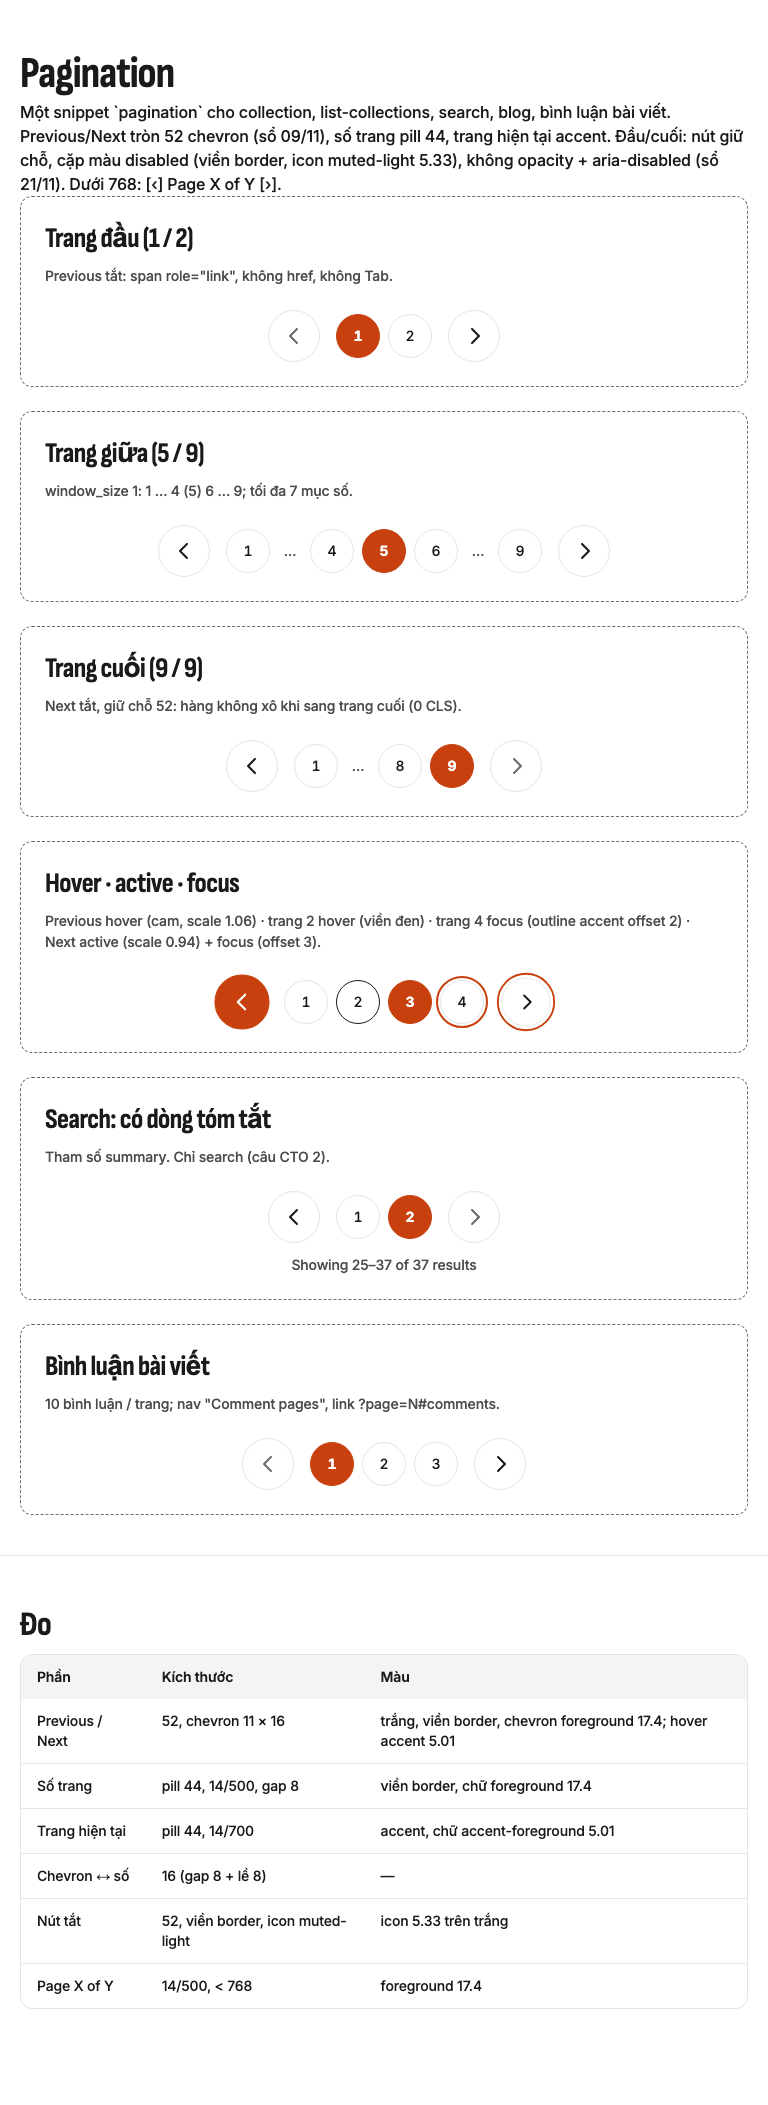 Pagination
Một snippet `pagination` cho collection, list-collections, search, blog, bình luận bài viết.
Previous/Next tròn 52 chevron (sổ 09/11), số trang pill 44, trang hiện tại accent. Đầu/cuối: nút giữ
chỗ, cặp màu disabled (viền border, icon muted-light 5.33), không opacity + aria-disabled (sổ
21/11). Dưới 768: [‹] Page X of Y [›].
Trang đầu (1 / 2)
Previous tắt: span role="link", không href, không Tab.
1 2
Trang giữa (5 / 9)
window_size 1: 1 … 4 (5) 6 … 9; tối đa 7 mục số.
1 … 4 5 6 … 9
Trang cuối (9 / 9)
Next tắt, giữ chỗ 52: hàng không xô khi sang trang cuối (0 CLS).
1 … 8 9
Hover · active · focus
Previous hover (cam, scale 1.06) · trang 2 hover (viền đen) · trang 4 focus (outline accent offset 2) ·
Next active (scale 0.94) + focus (offset 3).
1 2 3 4
Search: có dòng tóm tắt
Tham số summary. Chỉ search (câu CTO 2).
1 2
Showing 25–37 of 37 results
Bình luận bài viết
10 bình luận / trang; nav "Comment pages", link ?page=N#comments.
1 2 3
Đo
Phần Kích thước Màu
Previous / 52, chevron 11 × 16 trắng, viền border, chevron foreground 17.4; hover
Next accent 5.01
Số trang pill 44, 14/500, gap 8 viền border, chữ foreground 17.4
Trang hiện tại pill 44, 14/700 accent, chữ accent-foreground 5.01
Chevron ↔ số 16 (gap 8 + lề 8) —
Nút tắt 52, viền border, icon muted- icon 5.33 trên trắng
light
Page X of Y 14/500, < 768 foreground 17.4